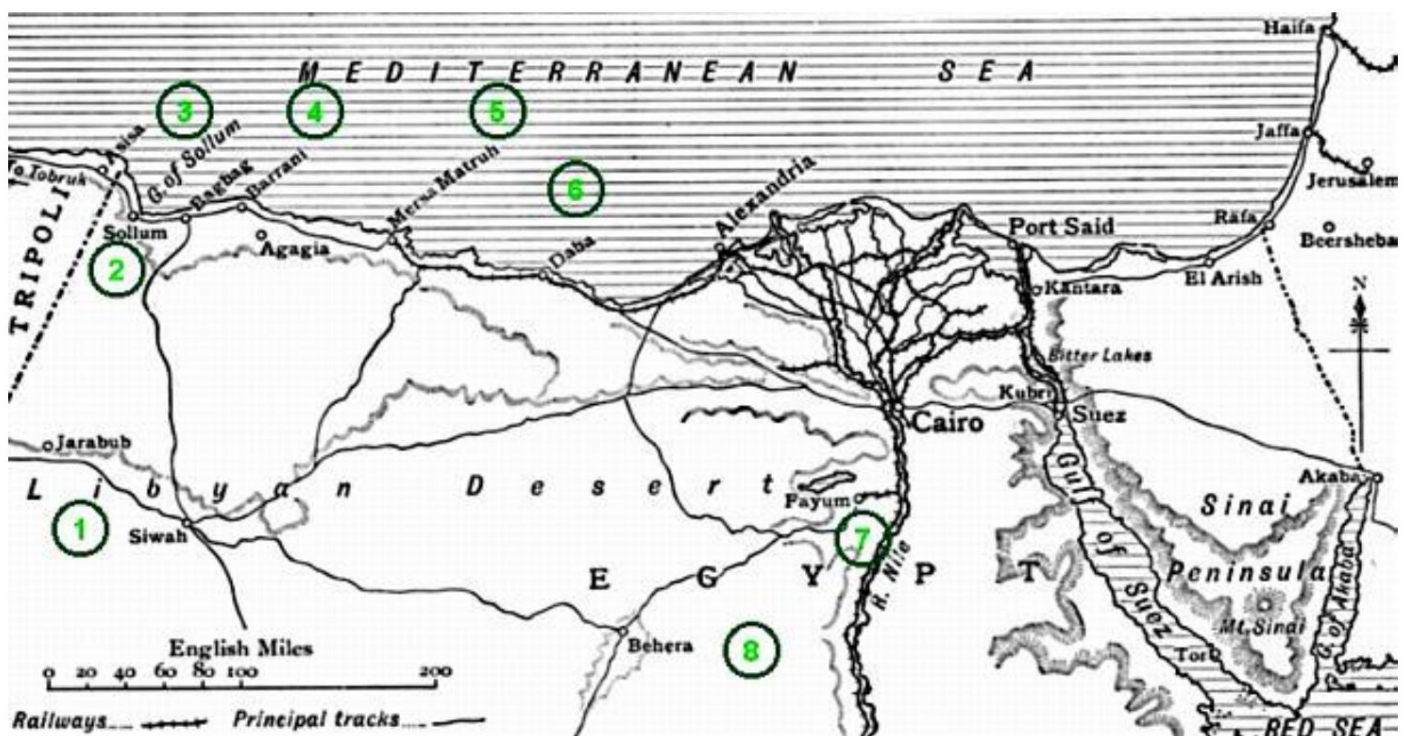 Haifa
MEDITERRANEAN SEA
3
4
5
Asisa
G. of Sollum
Jaffa
To Tobruk
Bagbag
Barrani
Mersa Matruh
6
Alexandria
Jerusalem
TRIPOLI
Sollum
Agagia
Daba
Port Said
Rafa
Beersheba
2
El Arish
Kantara
N
Bitter Lakes
Kubri
Suez
Cairo
Jarabub
Libyan Desert
Fayum
Akaba
Sinai
Peninsula
1
Siwah
7
Gulf of Suez
EGYPT
R. Nile
G. of Akaba
Mt. Sinai
Behera
8
Tor
English Miles
0 20 40 60 80 100 200
Railways Principal tracks
RED SEA